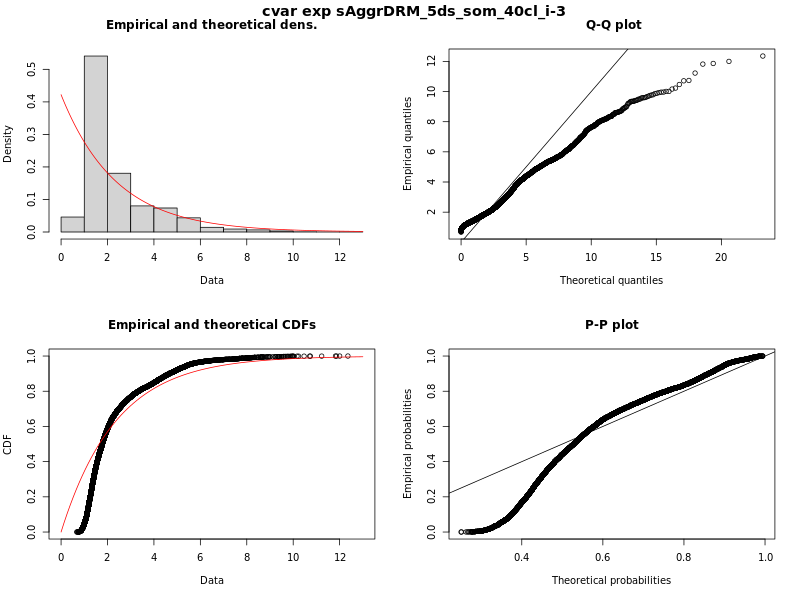 cvar exp sAggrDRM_5ds_som_40cl_i-3
Empirical and theoretical dens.
Density
0.0 0.1 0.2 0.3 0.4 0.5
0 2 4 6 8 10 12
Data
Q-Q plot
Empirical quantiles
2 4 6 8 10 12
0 5 10 15 20
Theoretical quantiles
Empirical and theoretical CDFs
CDF
0.0 0.2 0.4 0.6 0.8 1.0
0 2 4 6 8 10 12
Data
P-P plot
Empirical probabilities
0.0 0.2 0.4 0.6 0.8 1.0
0.4 0.6 0.8 1.0
Theoretical probabilities